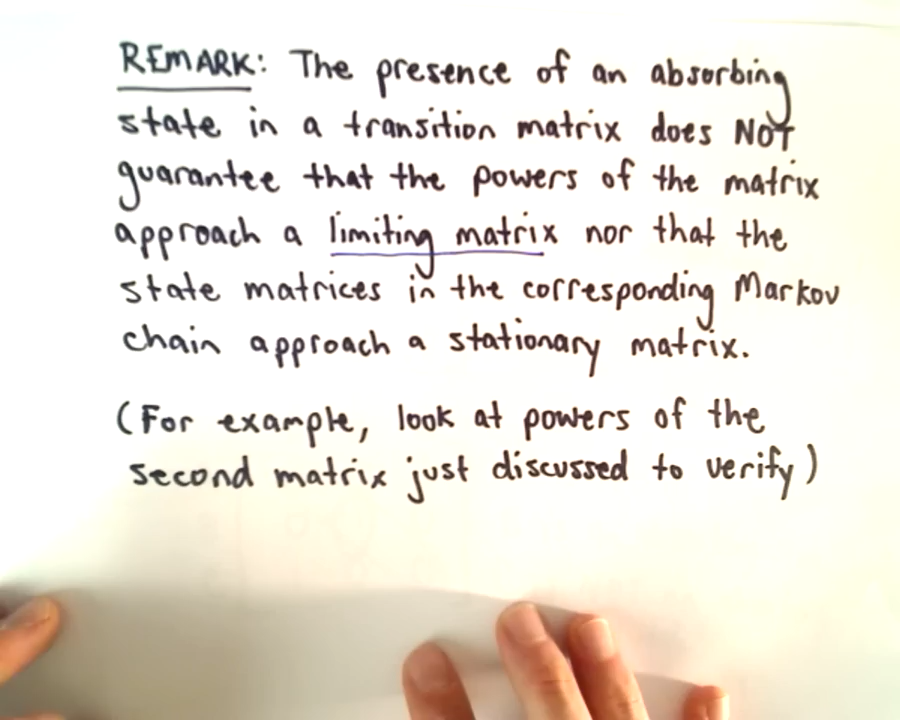 REMARK: The presence of an absorbing
state in a transition matrix does NOT
guarantee that the powers of the matrix
approach a limiting matrix nor that the
state matrices in the corresponding Markov
chain approach a stationary matrix.
(For example, look at powers of the
second matrix just discussed to verify)